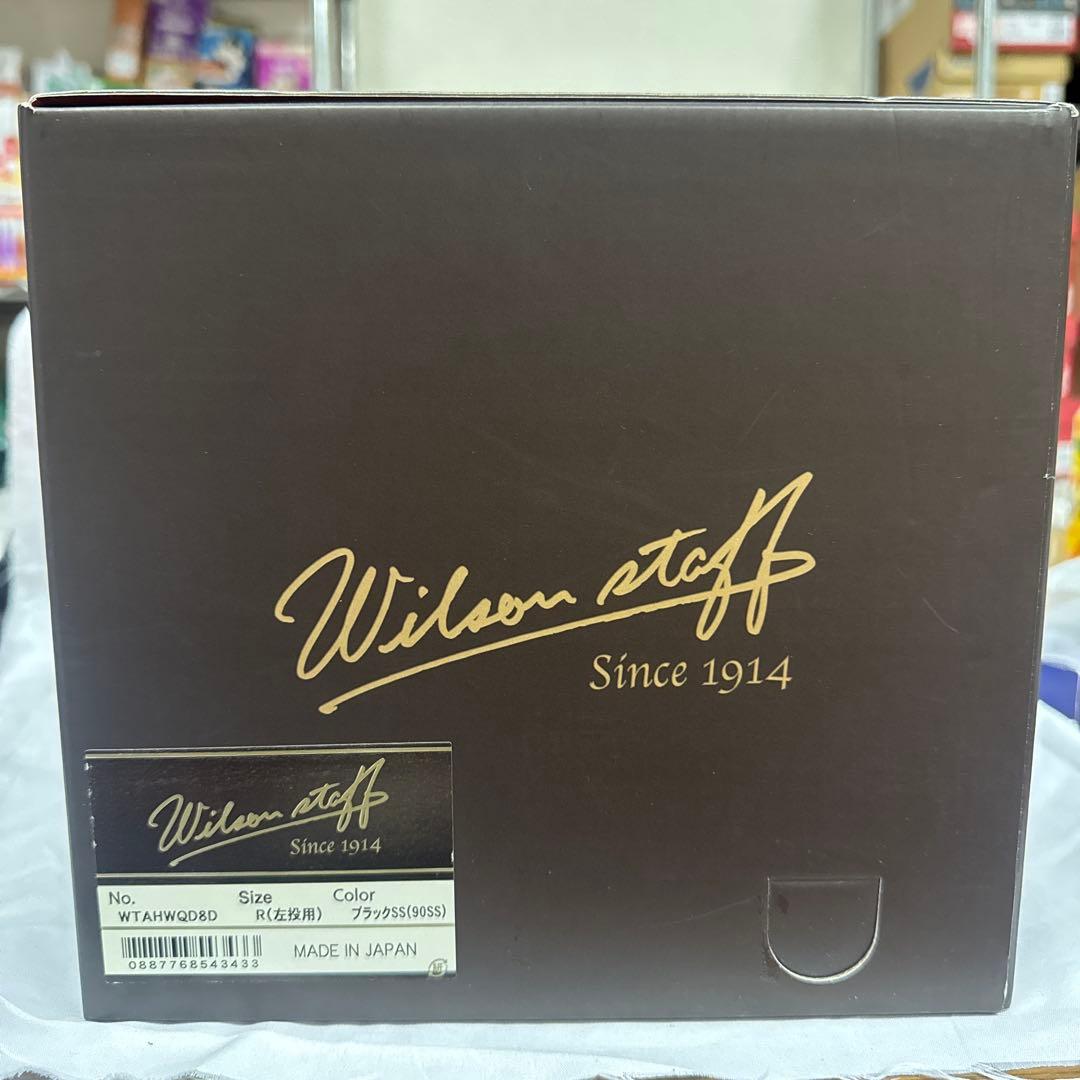 Wilson staff
Since 1914
Wilson staff
Since 1914
No. Size Color
WTAHWQD8D R(左投用) ブラックSS(90SS)
0887768543433 MADE IN JAPAN